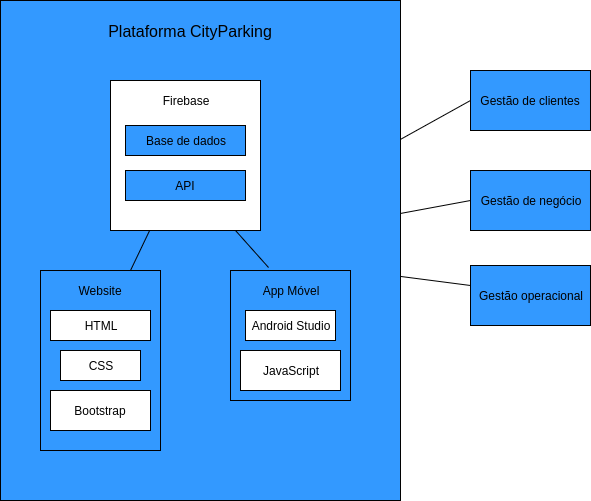 Plataforma CityParking
Firebase
Base de dados
API
Website
HTML
CSS
Bootstrap
App Móvel
Android Studio
JavaScript
Gestão de clientes
Gestão de negócio
Gestão operacional